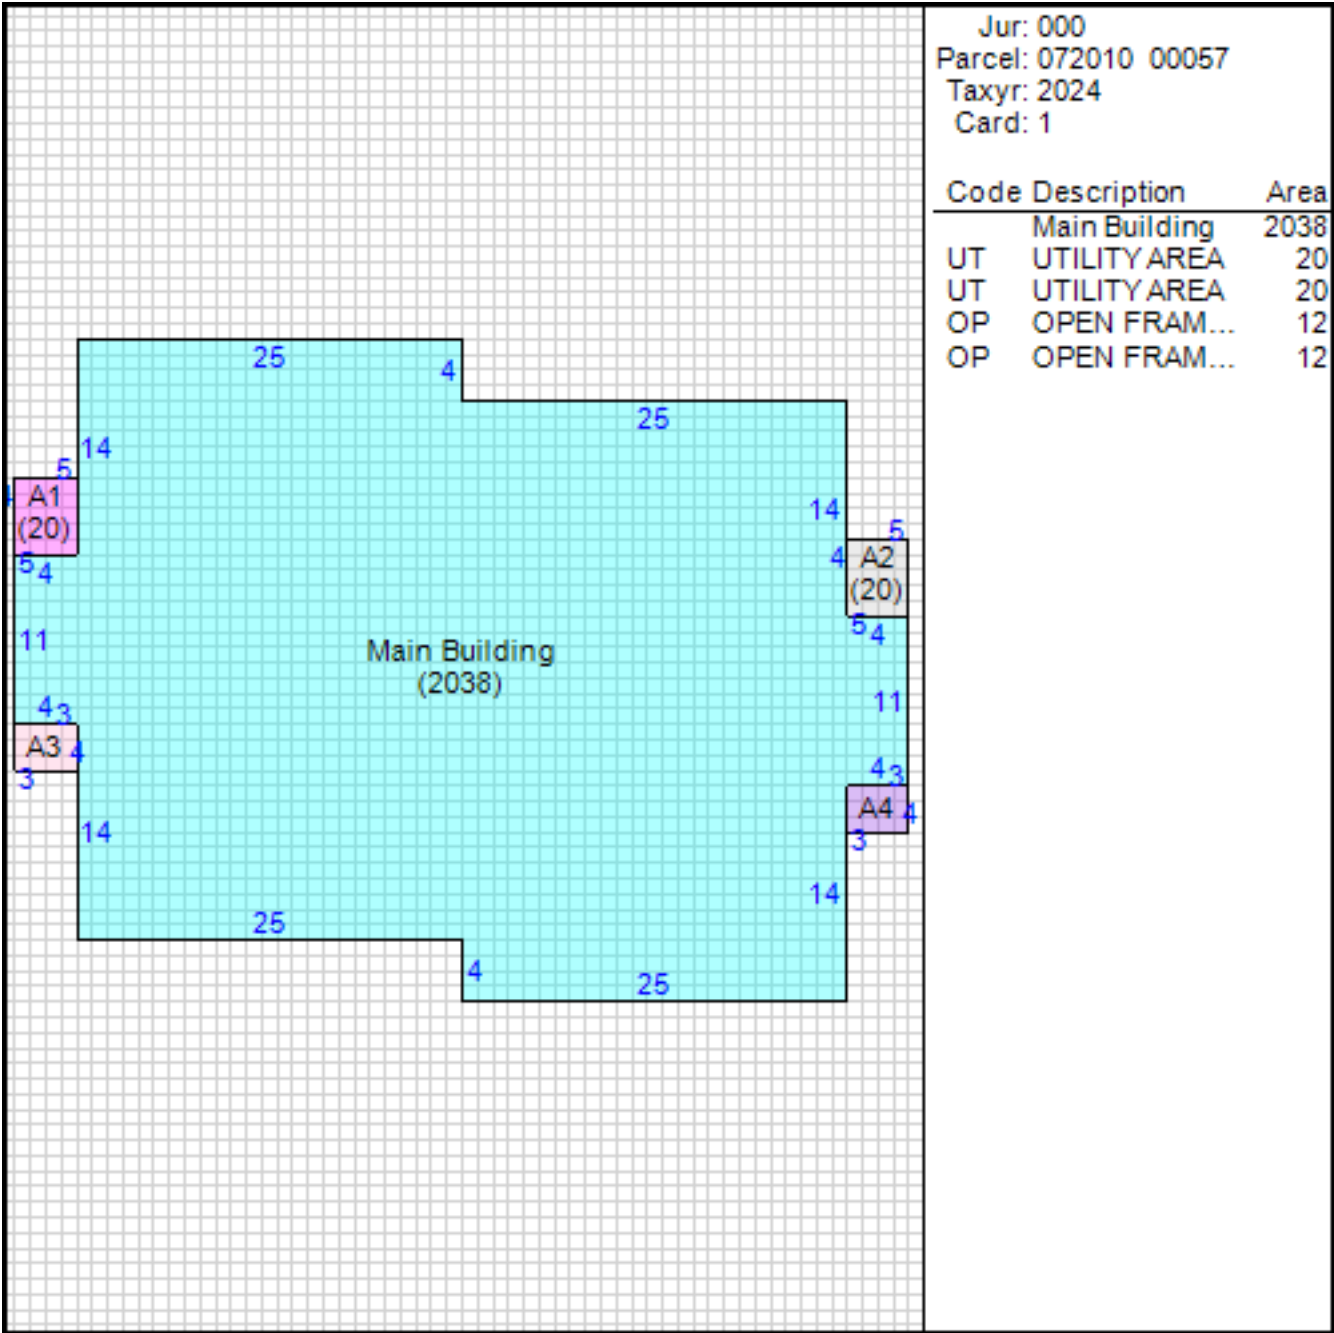 Jur: 000
Parcel: 072010 00057
Taxyr: 2024
Card: 1
Code Description Area
Main Building 2038
UT UTILITY AREA 20
UT UTILITY AREA 20
OP OPEN FRAM... 12
OP OPEN FRAM... 12
25
4
25
14
5
4
A1
(20)
14
5
5 4
4
A2
(20)
5 4
11
Main Building
(2038)
11
4 3
A3 4
3
4 3
A4 4
3
14
14
25
4
25